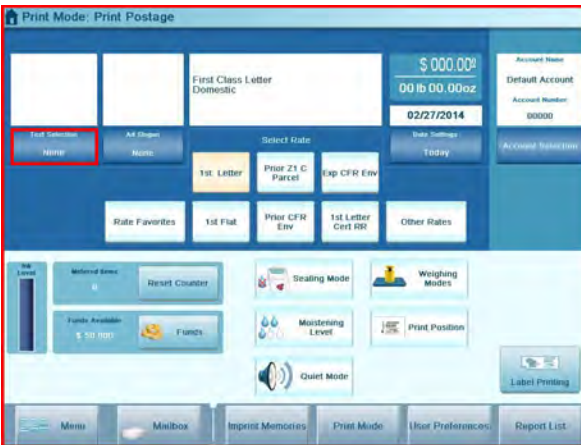 Print Mode: Print Postage
$ 000.00⁰
00 lb 00.00oz
02/27/2014
First Class Letter
Domestic
Account Name
Default Account
Account Number
00000
Text Selection
None
Ad Slogan
None
Select Rate
Date Settings
Today
Account Selection
1st. Letter
Prior Z1 C
Parcel
Exp CFR Env
Rate Favorites
1st Flat
Prior CFR
Env
1st Letter
Cert RR
Other Rates
Ink
Level
Metered Items
0
Reset Counter
Funds Available
Funds
Sealing Mode
Weighing
Modes
Moistening
Level
Print Position
Quiet Mode
Label Printing
Menu
Mailbox
Imprint Memories
Print Mode
User Preferences
Report List